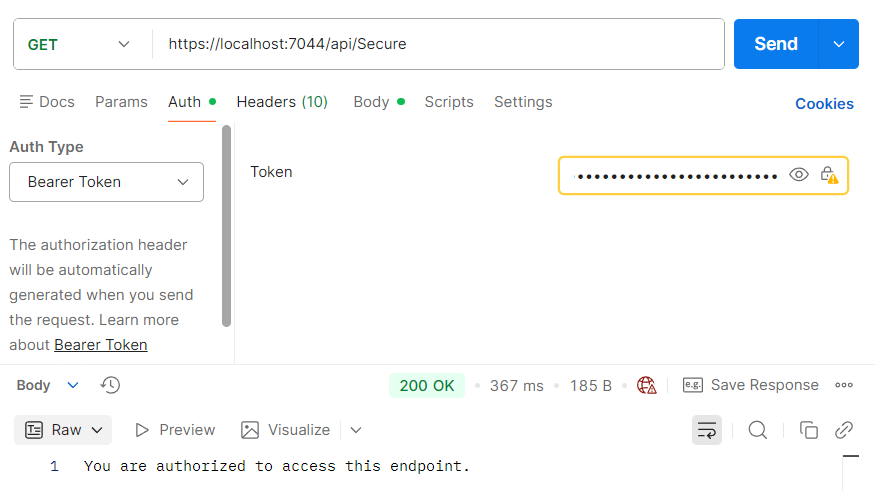 GET https://localhost:7044/api/Secure Send
Docs Params Auth Headers (10) Body Scripts Settings Cookies
Auth Type
Bearer Token
Token
The authorization header
will be automatically
generated when you send
the request. Learn more
about Bearer Token
Body 200 OK 367 ms 185 B e.g. Save Response
Raw Preview Visualize
1 You are authorized to access this endpoint.